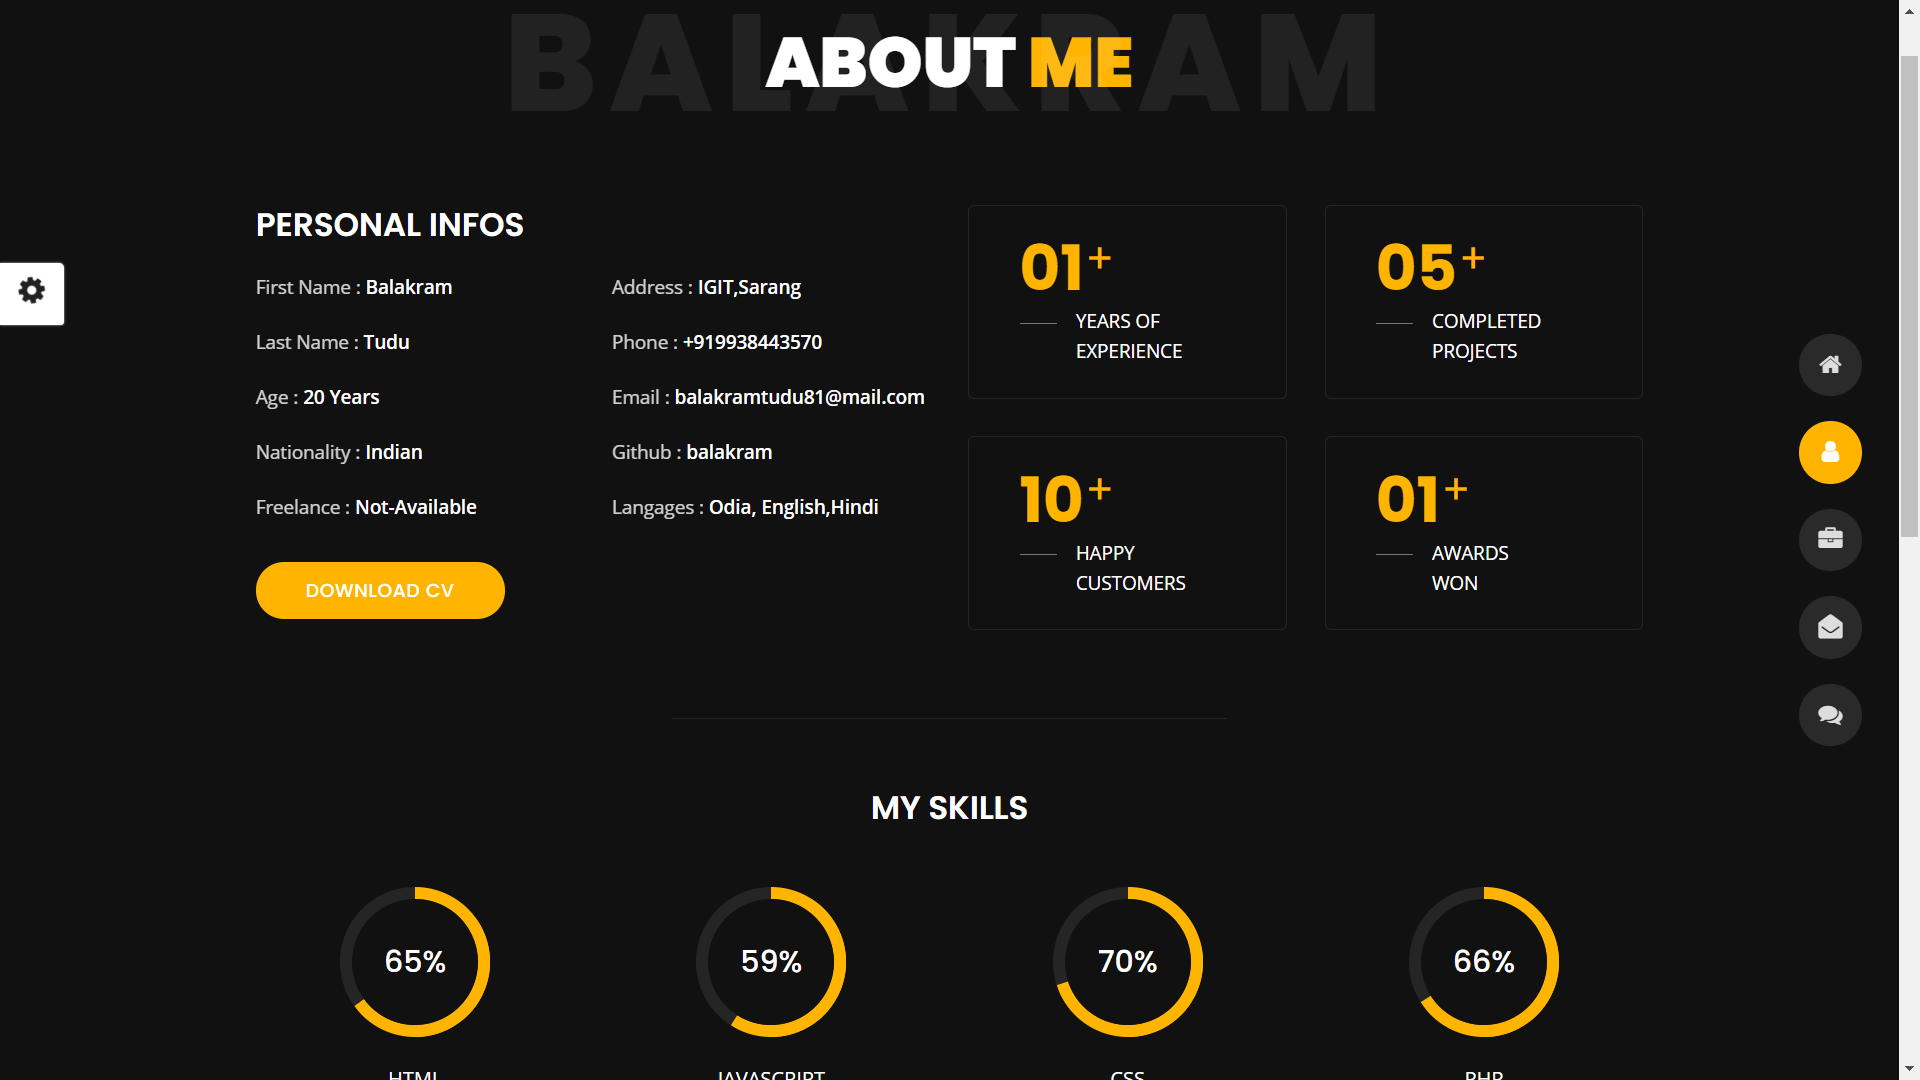 BALAKRAM
ABOUT ME
PERSONAL INFOS
First Name : Balakram
Last Name : Tudu
Age : 20 Years
Nationality : Indian
Freelance : Not-Available
Address : IGIT,Sarang
Phone : +919938443570
Email : balakramtudu81@mail.com
Github : balakram
Langages : Odia, English,Hindi
DOWNLOAD CV
01+
YEARS OF
EXPERIENCE
05+
COMPLETED
PROJECTS
10+
HAPPY
CUSTOMERS
01+
AWARDS
WON
MY SKILLS
65%
59%
70%
66%
HTML
JAVASCRIPT
CSS
PHP